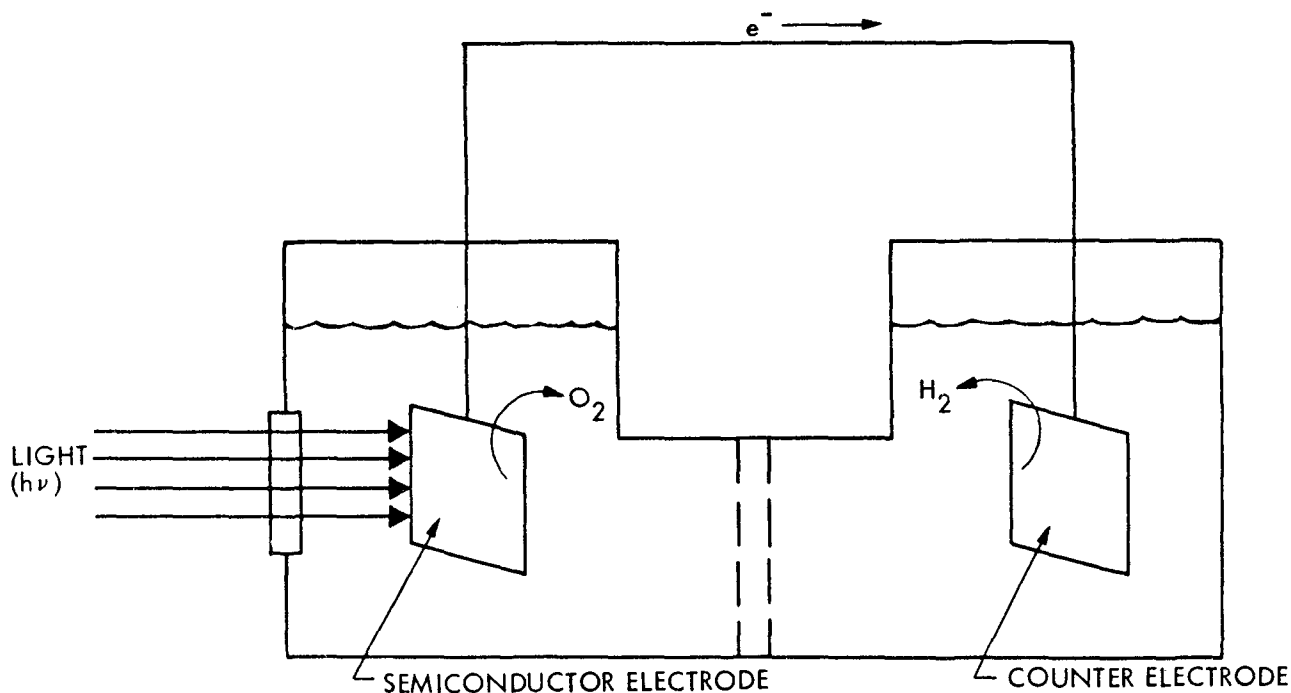 e⁻
O₂
H₂
LIGHT
(hν)
SEMICONDUCTOR ELECTRODE
COUNTER ELECTRODE